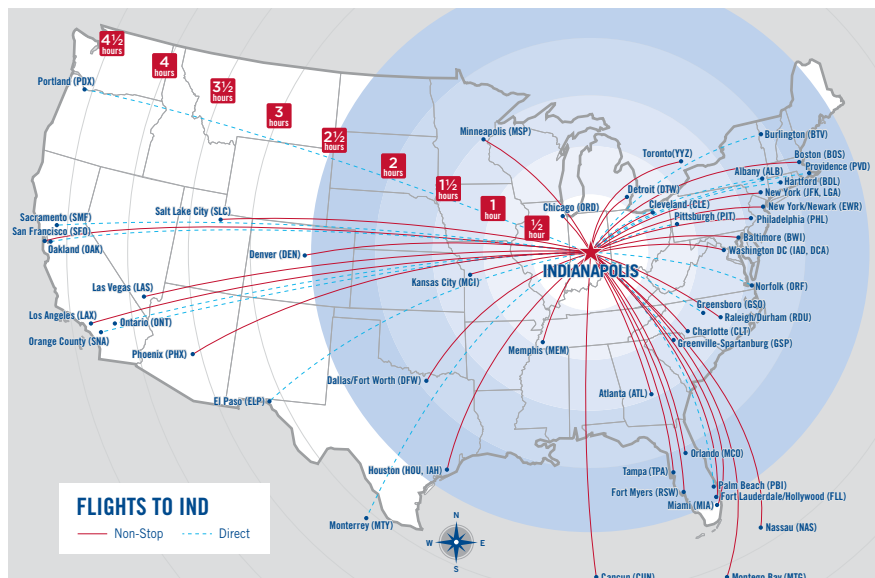 4½
hours
4
hours
3½
hours
3
hours
2½
hours
2
hours
1½
hours
1
hour
½
hour
Portland (PDX)
Minneapolis (MSP)
Burlington (BTV)
Toronto(YYZ)
Boston (BOS)
Providence (PVD)
Albany (ALB)
Hartford (BDL)
Detroit (DTW)
New York (JFK, LGA)
Cleveland (CLE)
New York/Newark (EWR)
Chicago (ORD)
Pittsburgh (PIT)
Philadelphia (PHL)
Salt Lake City (SLC)
Sacramento (SMF)
San Francisco (SFO)
Oakland (OAK)
Baltimore (BWI)
Washington DC (IAD, DCA)
Denver (DEN)
INDIANAPOLIS
Kansas City (MCI)
Norfolk (ORF)
Las Vegas (LAS)
Greensboro (GSO)
Los Angeles (LAX)
Ontario (ONT)
Raleigh/Durham (RDU)
Orange County (SNA)
Charlotte (CLT)
Greenville-Spartanburg (GSP)
Memphis (MEM)
Phoenix (PHX)
Dallas/Fort Worth (DFW)
Atlanta (ATL)
El Paso (ELP)
Orlando (MCO)
Houston (HOU, IAH)
Tampa (TPA)
Palm Beach (PBI)
Fort Myers (RSW)
Fort Lauderdale/Hollywood (FLL)
Miami (MIA)
Monterrey (MTY)
Nassau (NAS)
Cancun (CUN)
Montego Bay (MTS)
FLIGHTS TO IND
Non-Stop
Direct
N
W
E
S